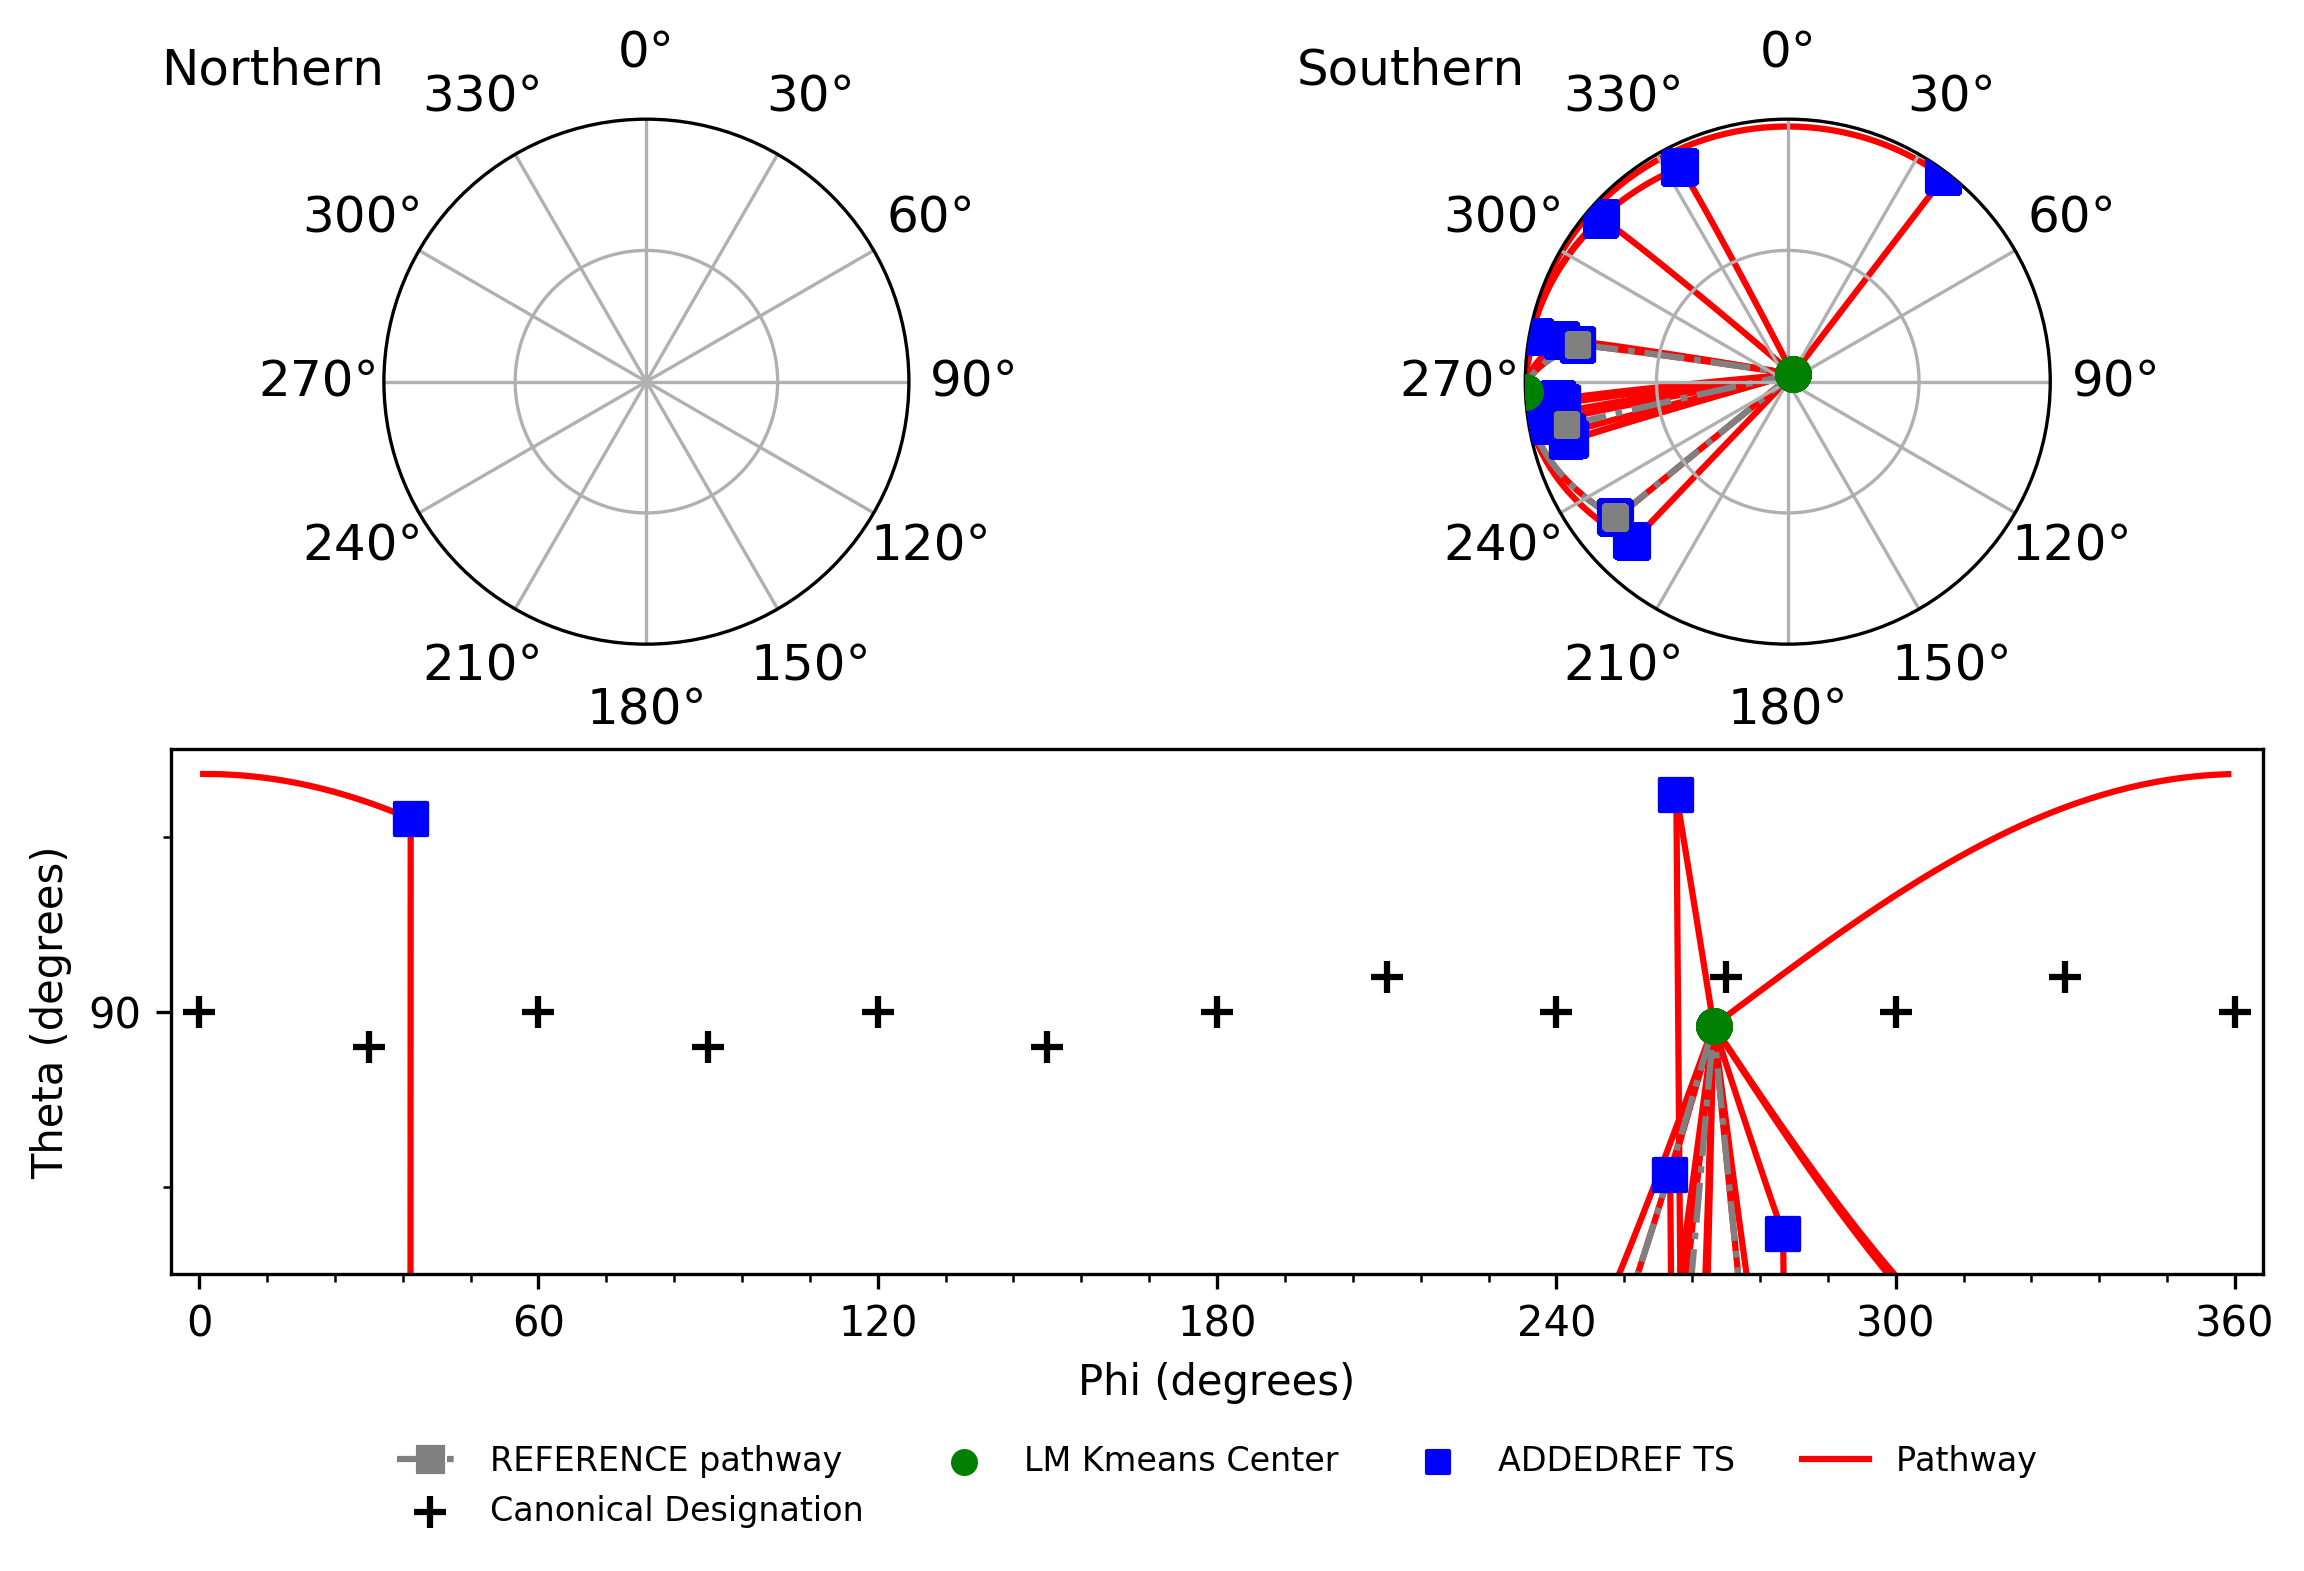 Northern
0°
30°
60°
90°
120°
150°
180°
210°
240°
270°
300°
330°
Southern
0°
30°
60°
90°
120°
150°
180°
210°
240°
270°
300°
330°
Theta (degrees)
90
0 60 120 180 240 300 360
Phi (degrees)
REFERENCE pathway
Canonical Designation
LM Kmeans Center
ADDEDREF TS
Pathway